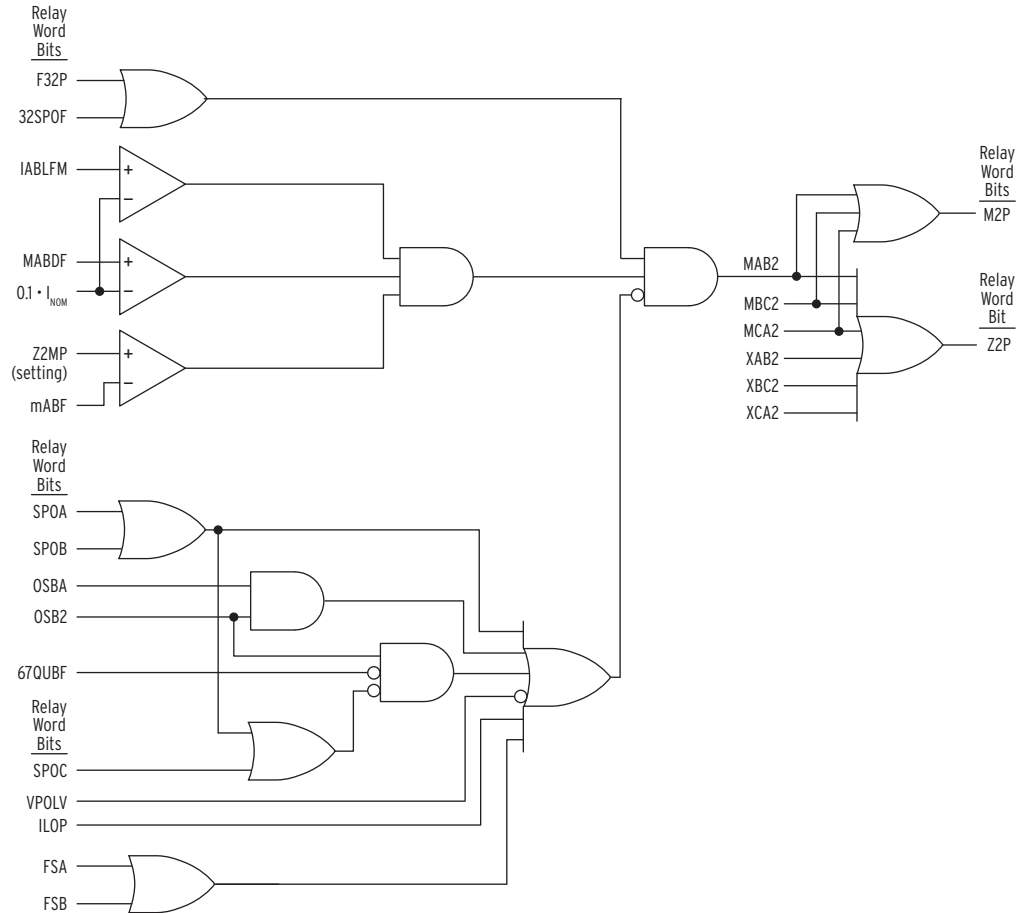 Relay
Word
Bits
F32P
32SPOF
IABLFM
+
−
MABDF
+
0.1 • I_NOM
−
Z2MP
+
(setting)
−
mABF
Relay
Word
Bits
SPOA
SPOB
OSBA
OSB2
67QUBF
Relay
Word
Bits
SPOC
VPOLV
ILOP
FSA
FSB
MAB2
MBC2
MCA2
XAB2
XBC2
XCA2
Relay
Word
Bits
M2P
Relay
Word
Bit
Z2P